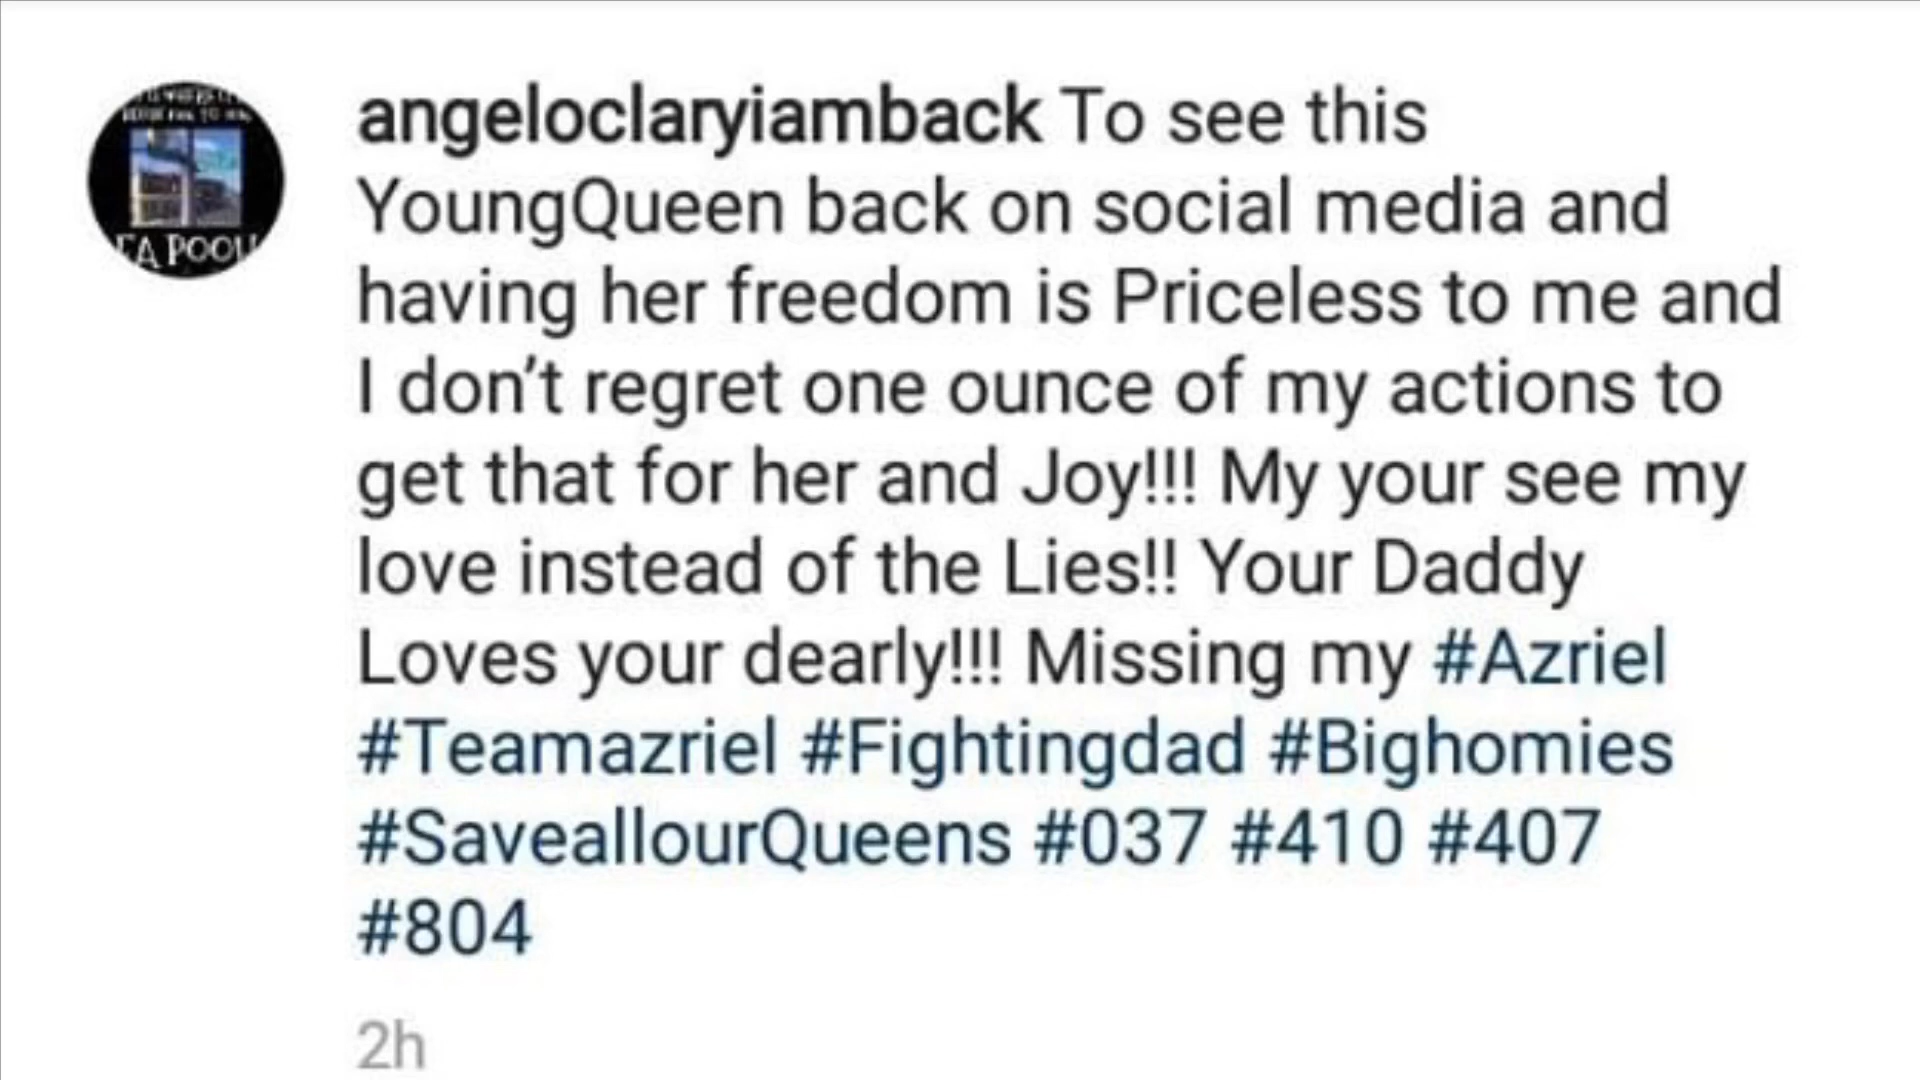 FA POOL
angeloclaryiamback To see this
YoungQueen back on social media and
having her freedom is Priceless to me and
I don't regret one ounce of my actions to
get that for her and Joy!!! My your see my
love instead of the Lies!! Your Daddy
Loves your dearly!!! Missing my #Azriel
#Teamazriel #Fightingdad #Bighomies
#SaveallourQueens #037 #410 #407
#804
2h